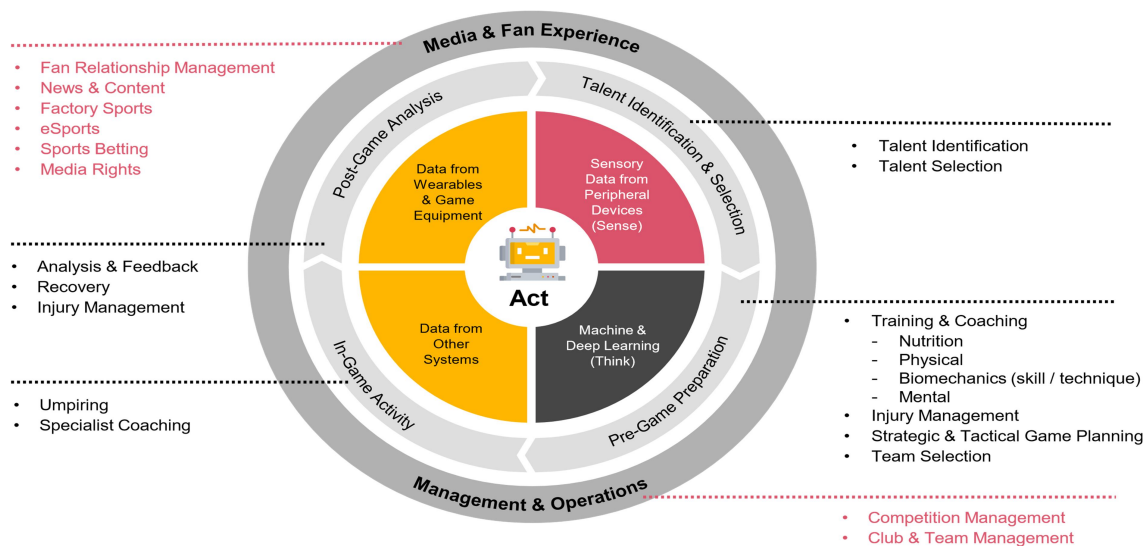 Media & Fan Experience
• Fan Relationship Management
• News & Content
• Factory Sports
• eSports
• Sports Betting
• Media Rights
Post-Game Analysis
Talent Identification & Selection
• Talent Identification
• Talent Selection
Data from
Wearables
& Game
Equipment
Sensory
Data from
Peripheral
Devices
(Sense)
• Analysis & Feedback
• Recovery
• Injury Management
Act
Data from
Other
Systems
Machine &
Deep Learning
(Think)
In-Game Activity
Pre-Game Preparation
• Training & Coaching
- Nutrition
- Physical
- Biomechanics (skill / technique)
- Mental
• Injury Management
• Strategic & Tactical Game Planning
• Team Selection
• Umpiring
• Specialist Coaching
Management & Operations
• Competition Management
• Club & Team Management